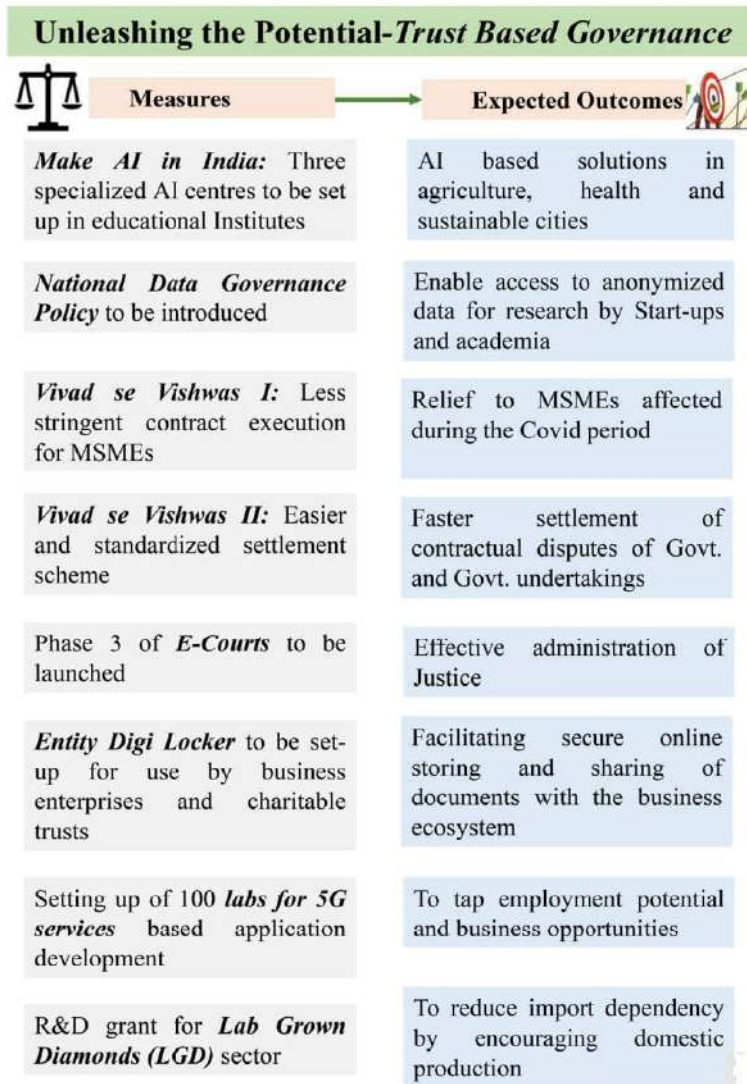 Unleashing the Potential-Trust Based Governance
Measures
Expected Outcomes
Make AI in India: Three
specialized AI centres to be set
up in educational Institutes
AI based solutions in
agriculture, health and
sustainable cities
National Data Governance
Policy to be introduced
Enable access to anonymized
data for research by Start-ups
and academia
Vivad se Vishwas I: Less
stringent contract execution
for MSMEs
Relief to MSMEs affected
during the Covid period
Vivad se Vishwas II: Easier
and standardized settlement
scheme
Faster settlement of
contractual disputes of Govt.
and Govt. undertakings
Phase 3 of E-Courts to be
launched
Effective administration of
Justice
Entity Digi Locker to be set-
up for use by business
enterprises and charitable
trusts
Facilitating secure online
storing and sharing of
documents with the business
ecosystem
Setting up of 100 labs for 5G
services based application
development
To tap employment potential
and business opportunities
R&D grant for Lab Grown
Diamonds (LGD) sector
To reduce import dependency
by encouraging domestic
production